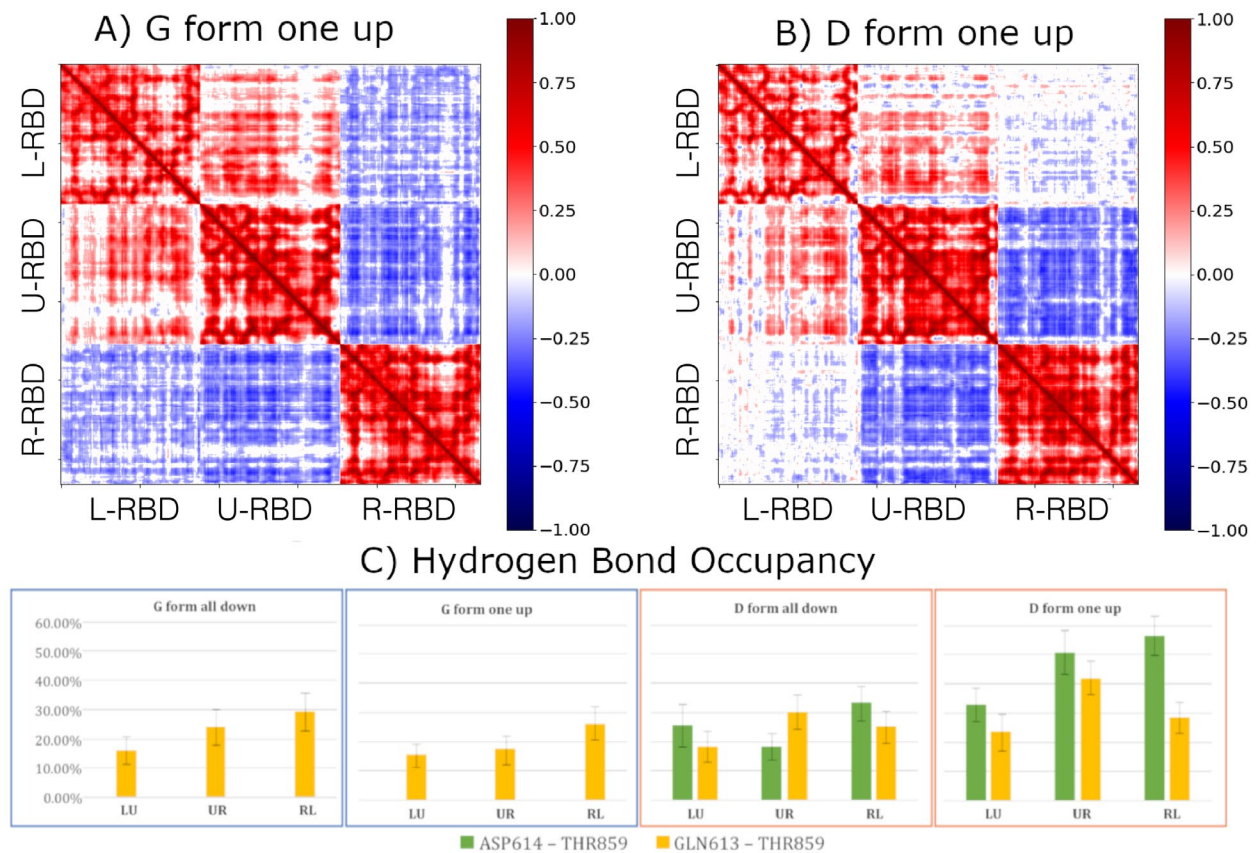 A) G form one up
B) D form one up
1.00
0.75
0.50
0.25
0.00
−0.25
−0.50
−0.75
−1.00
L-RBD
U-RBD
R-RBD
L-RBD U-RBD R-RBD
1.00
0.75
0.50
0.25
0.00
−0.25
−0.50
−0.75
−1.00
L-RBD
U-RBD
R-RBD
L-RBD U-RBD R-RBD
C) Hydrogen Bond Occupancy
G form all down
60.00%
50.00%
40.00%
30.00%
20.00%
10.00%
0.00%
LU UR RL
G form one up
LU UR RL
D form all down
LU UR RL
D form one up
LU UR RL
ASP614 – THR859 GLN613 – THR859